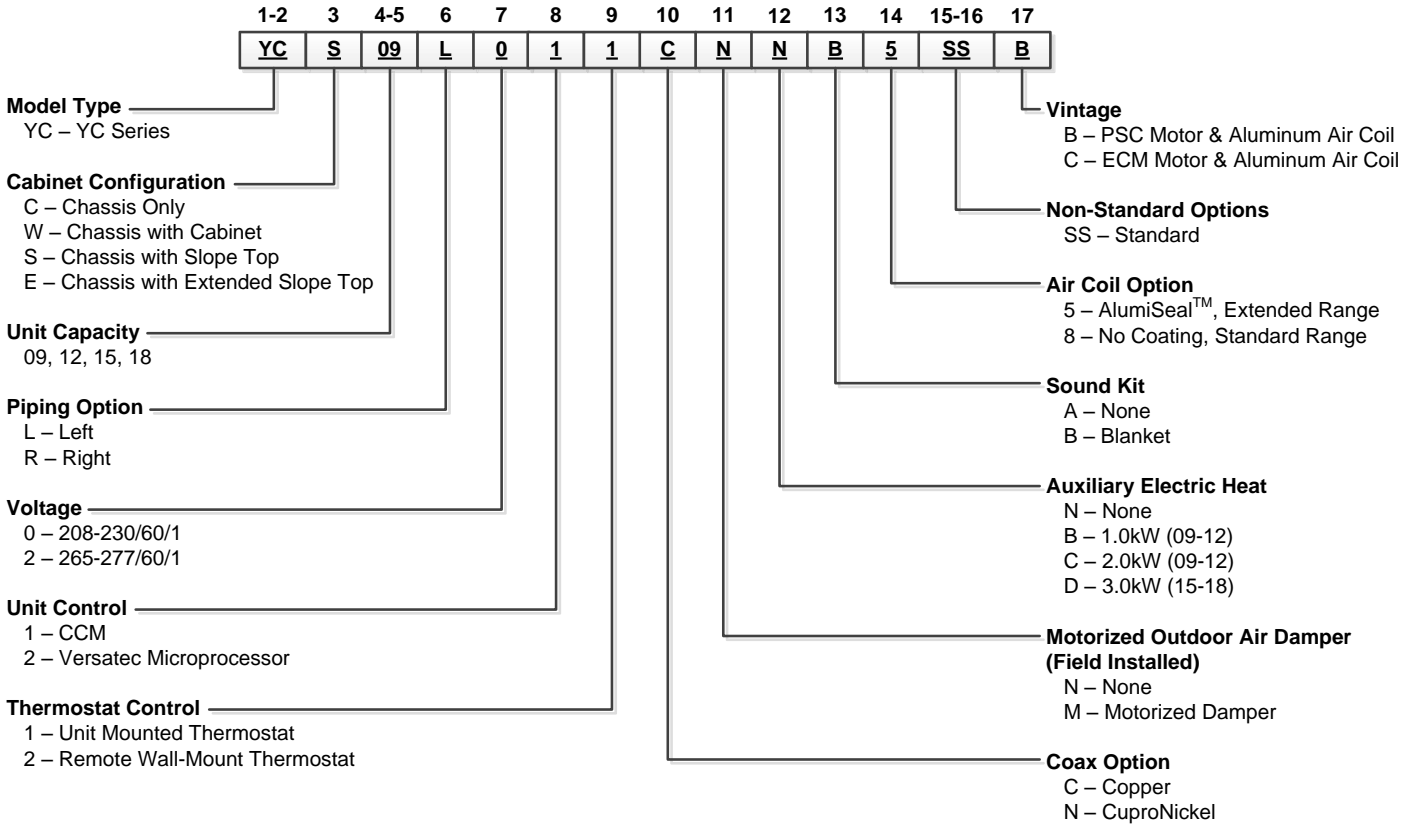 1-2 3 4-5 6 7 8 9 10 11 12 13 14 15-16 17
YC S 09 L 0 1 1 C N N B 5 SS B
Model Type
YC – YC Series
Cabinet Configuration
C – Chassis Only
W – Chassis with Cabinet
S – Chassis with Slope Top
E – Chassis with Extended Slope Top
Unit Capacity
09, 12, 15, 18
Piping Option
L – Left
R – Right
Voltage
0 – 208-230/60/1
2 – 265-277/60/1
Unit Control
1 – CCM
2 – Versatec Microprocessor
Thermostat Control
1 – Unit Mounted Thermostat
2 – Remote Wall-Mount Thermostat
Vintage
B – PSC Motor & Aluminum Air Coil
C – ECM Motor & Aluminum Air Coil
Non-Standard Options
SS – Standard
Air Coil Option
5 – AlumiSeal™, Extended Range
8 – No Coating, Standard Range
Sound Kit
A – None
B – Blanket
Auxiliary Electric Heat
N – None
B – 1.0kW (09-12)
C – 2.0kW (09-12)
D – 3.0kW (15-18)
Motorized Outdoor Air Damper
(Field Installed)
N – None
M – Motorized Damper
Coax Option
C – Copper
N – CuproNickel